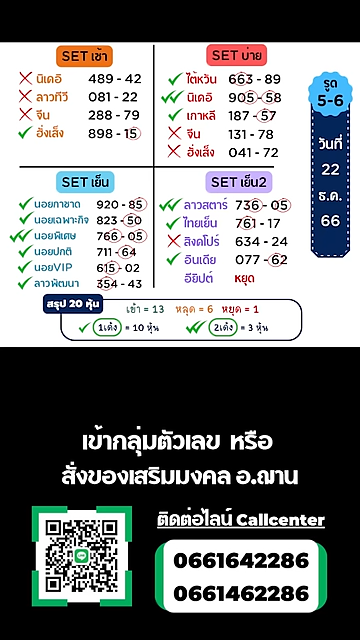 SET เช้า
นิเคอิ 489 - 42
ลาวทีวี 081 - 22
จีน 288 - 79
ฮั่งเส็ง 898 - 15
SET บ่าย
ไต้หวัน 663 - 89
นิเคอิ 905 - 58
เกาหลี 187 - 57
จีน 131 - 78
ฮั่งเส็ง 041 - 72
รูด
5-6
วันที่
22
ธ.ค.
66
SET เย็น
นอยกาชาด 920 - 85
นอยเฉพาะกิจ 823 - 50
นอยพิเศษ 766 - 05
นอยปกติ 711 - 64
นอยVIP 615 - 02
ลาวพัฒนา 354 - 43
SET เย็น2
ลาวสตาร์ 736 - 05
ไทยเย็น 761 - 17
สิงคโปร์ 634 - 24
อินเดีย 077 - 62
อียิปต์ หยุด
สรุป 20 หุ้น
เข้า = 13 หลุด = 6 หยุด = 1
1เด้ง = 10 หุ้น 2เด้ง = 3 หุ้น
เข้ากลุ่มตัวเลข หรือ
สั่งของเสริมมงคล อ.ฌาน
ติดต่อไลน์ Callcenter
0661642286
0661462286
LINE